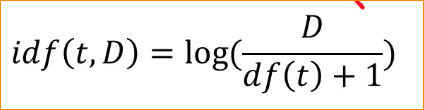 idf(t, D) = log(D / df(t) + 1)